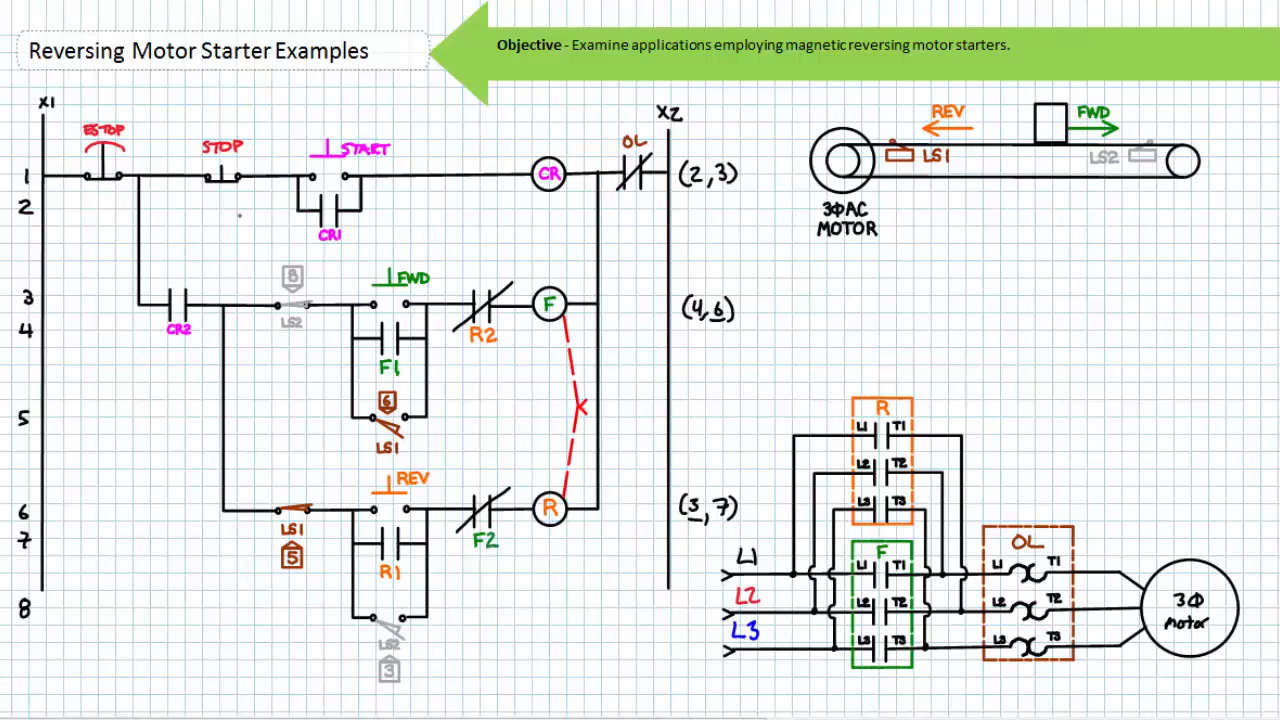 Reversing Motor Starter Examples
Objective - Examine applications employing magnetic reversing motor starters.
X1
X2
ESTOP
STOP
START
OL
1
CR
(2,3)
2
CR1
REV
FWD
LS1
LS2
3Φ AC
MOTOR
8
FWD
3
LS2
F
(4,6)
4
CR2
R2
F1
6
5
LS1
REV
6
LS1
R
(3,7)
7
5
R1
F2
8
LS2
3
R
L1 T1
L2 T2
L3 T3
F
OL
L1
L1 T1
L1 T1
L2
L2 T2
L2 T2
L3
L3 T3
L3 T3
3Φ
motor